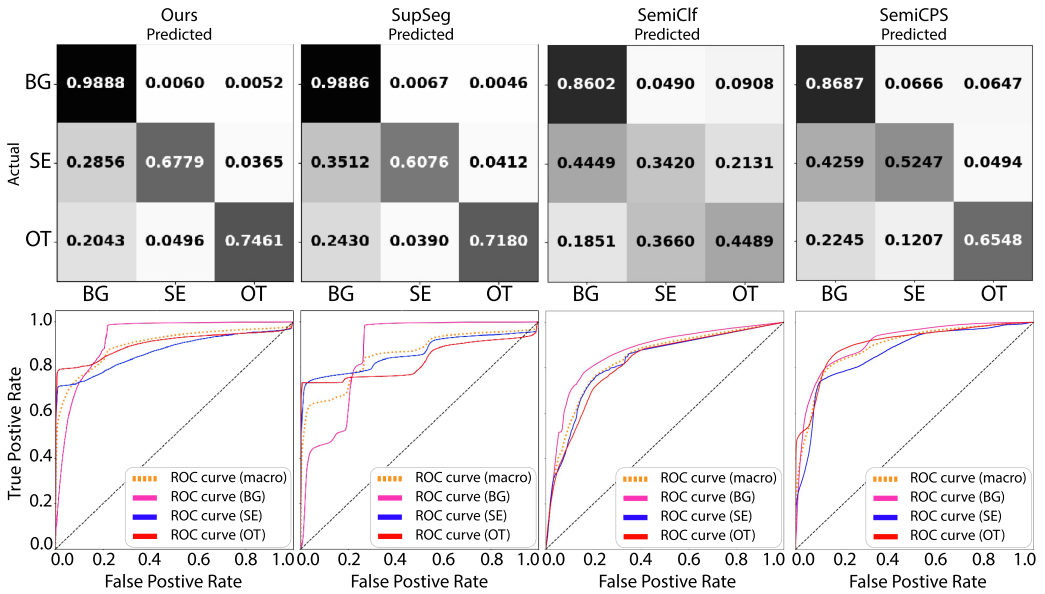 Ours SupSeg SemiClf SemiCPS
Predicted Predicted Predicted Predicted
Actual
BG 0.9888 0.0060 0.0052 0.9886 0.0067 0.0046 0.8602 0.0490 0.0908 0.8687 0.0666 0.0647
SE 0.2856 0.6779 0.0365 0.3512 0.6076 0.0412 0.4449 0.3420 0.2131 0.4259 0.5247 0.0494
OT 0.2043 0.0496 0.7461 0.2430 0.0390 0.7180 0.1851 0.3660 0.4489 0.2245 0.1207 0.6548
BG SE OT BG SE OT BG SE OT BG SE OT
True Postive Rate
1.0
0.8
0.6
0.4
0.2
0.0
ROC curve (macro) ROC curve (macro) ROC curve (macro) ROC curve (macro)
ROC curve (BG) ROC curve (BG) ROC curve (BG) ROC curve (BG)
ROC curve (SE) ROC curve (SE) ROC curve (SE) ROC curve (SE)
ROC curve (OT) ROC curve (OT) ROC curve (OT) ROC curve (OT)
0.0 0.2 0.4 0.6 0.8 1.0 0.0 0.2 0.4 0.6 0.8 1.0 0.0 0.2 0.4 0.6 0.8 1.0 0.0 0.2 0.4 0.6 0.8 1.0
False Postive Rate False Postive Rate False Postive Rate False Postive Rate